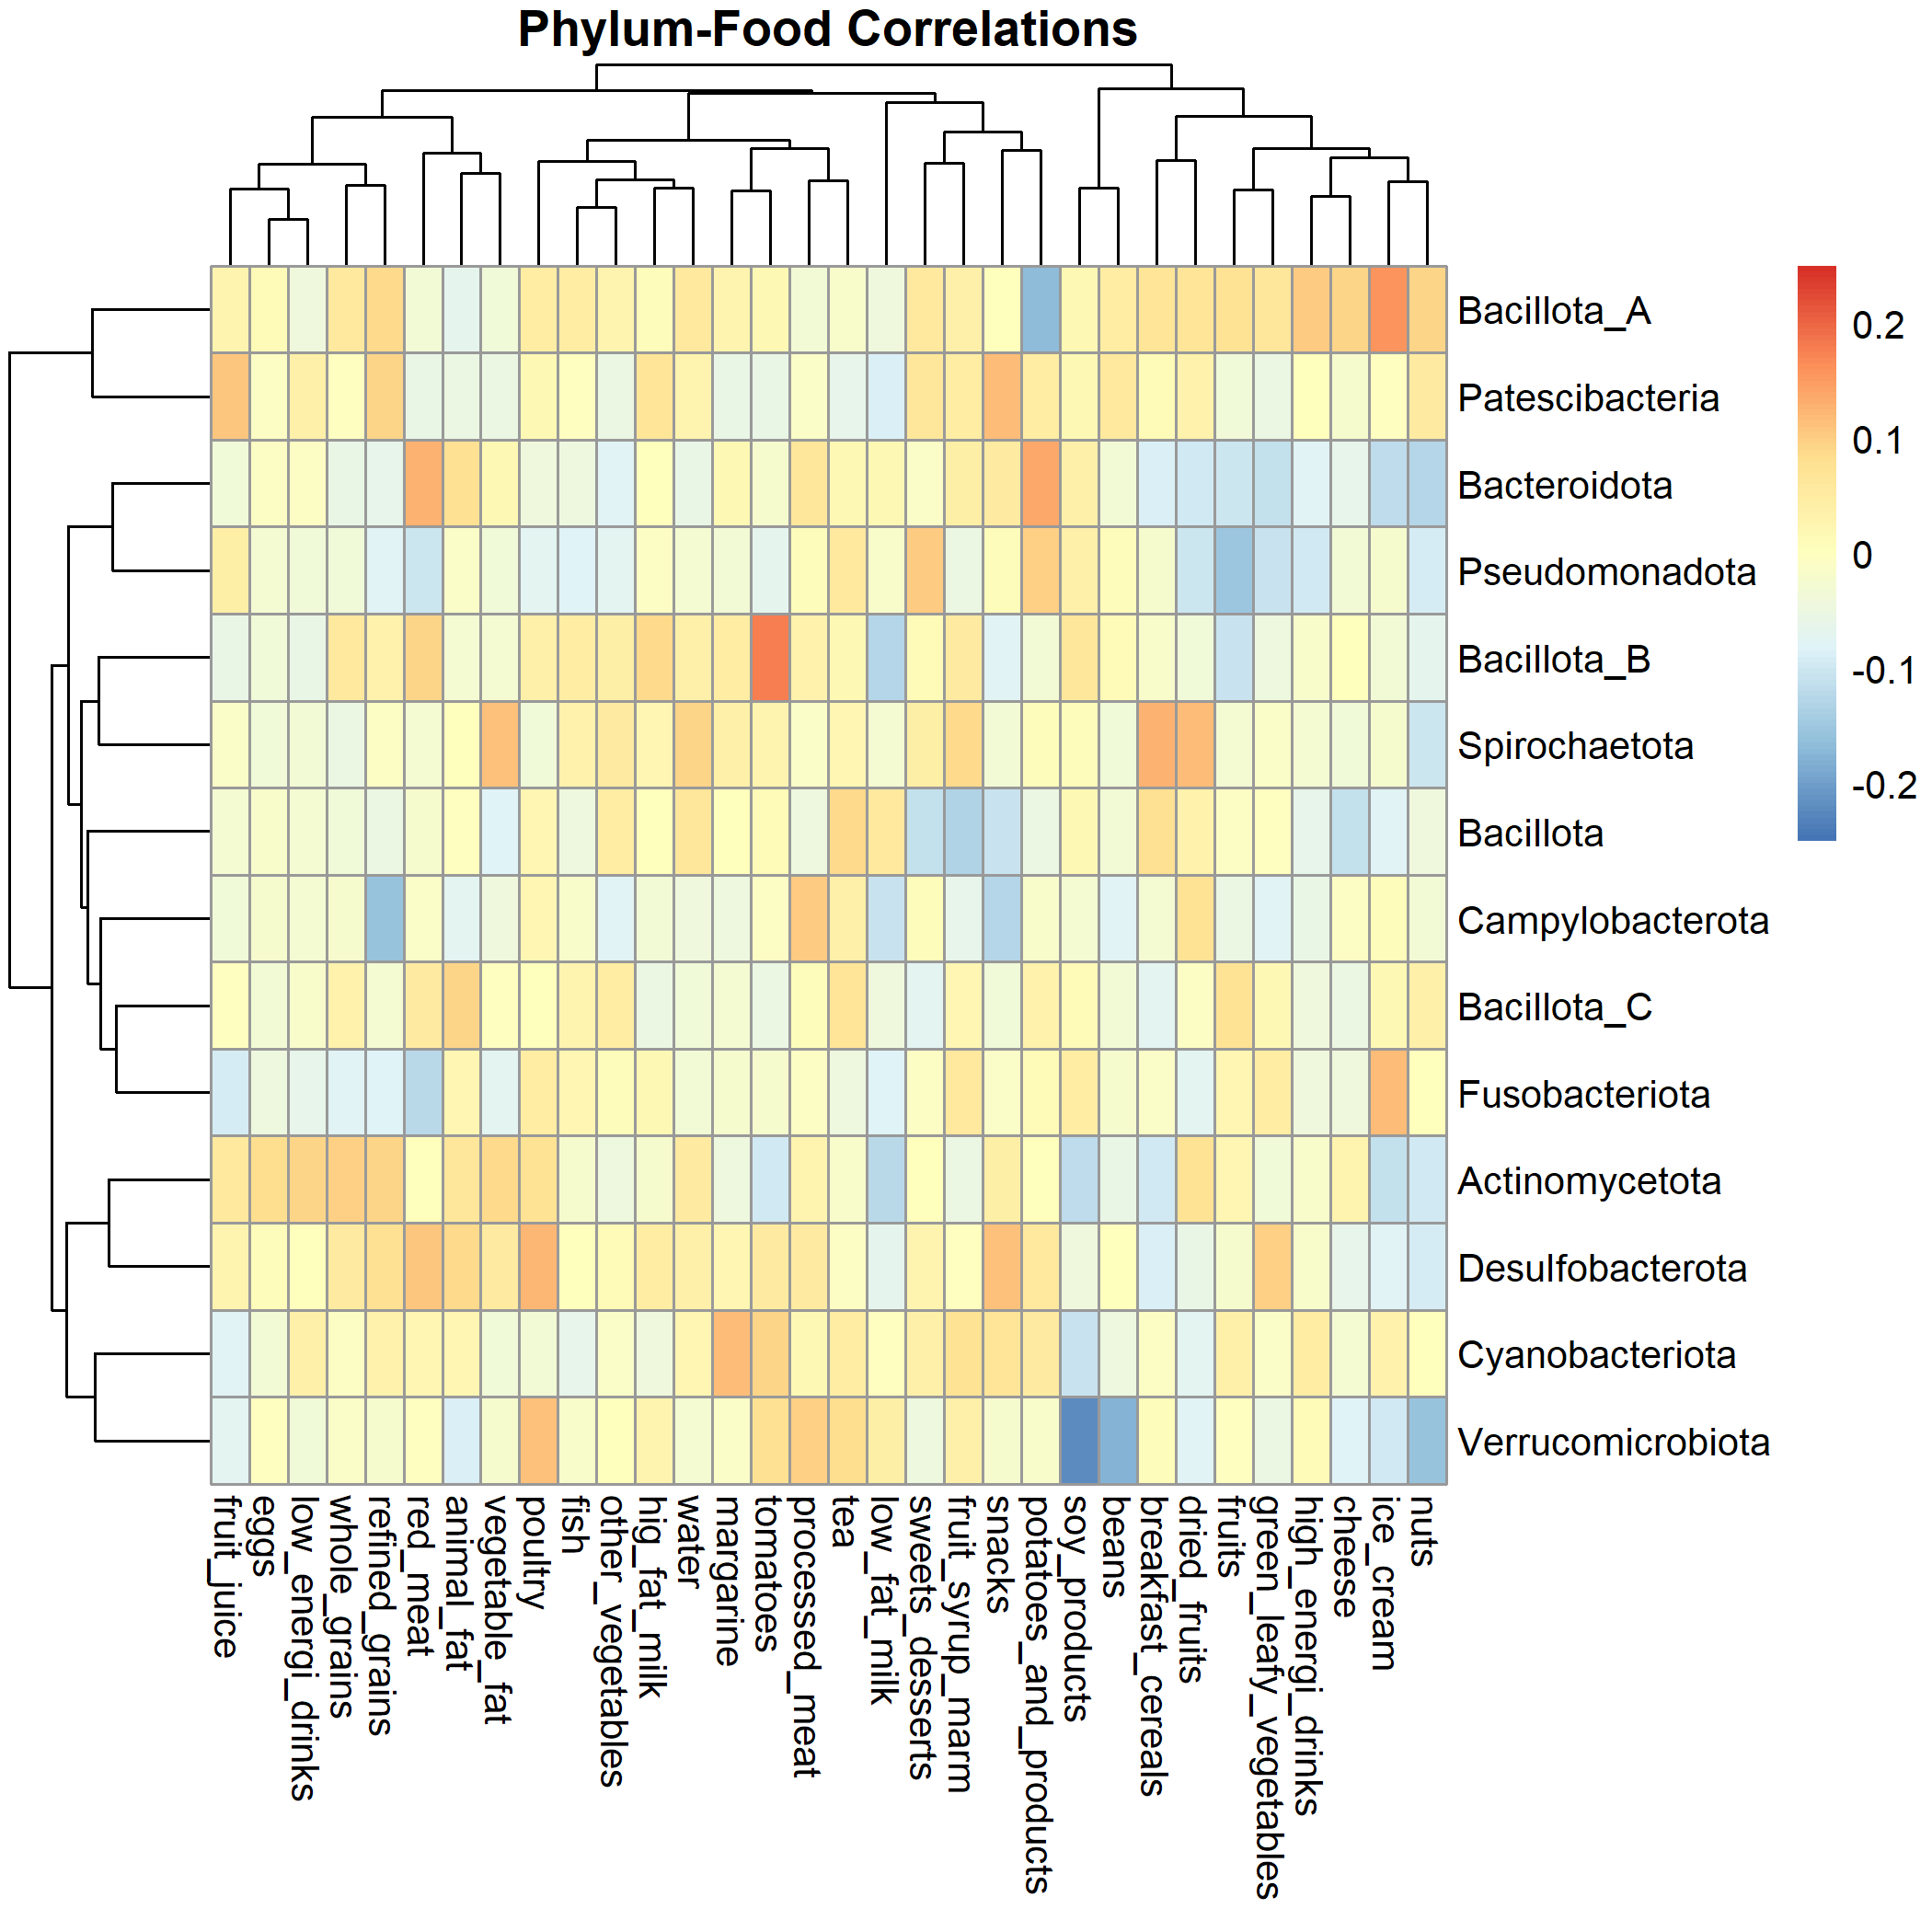 Phylum-Food Correlations
Bacillota_A
Patescibacteria
Bacteroidota
Pseudomonadota
Bacillota_B
Spirochaetota
Bacillota
Campylobacterota
Bacillota_C
Fusobacteriota
Actinomycetota
Desulfobacterota
Cyanobacteriota
Verrucomicrobiota
0.2
0.1
0
-0.1
-0.2
fruit_juice
eggs
low_energi_drinks
whole_grains
refined_grains
red_meat
animal_fat
vegetable_fat
poultry
fish
other_vegetables
hig_fat_milk
water
margarine
tomatoes
processed_meat
tea
low_fat_milk
sweets_desserts
fruit_syrup_marm
snacks
potatoes_and_products
soy_products
beans
breakfast_cereals
dried_fruits
fruits
green_leafy_vegetables
high_energi_drinks
cheese
ice_cream
nuts